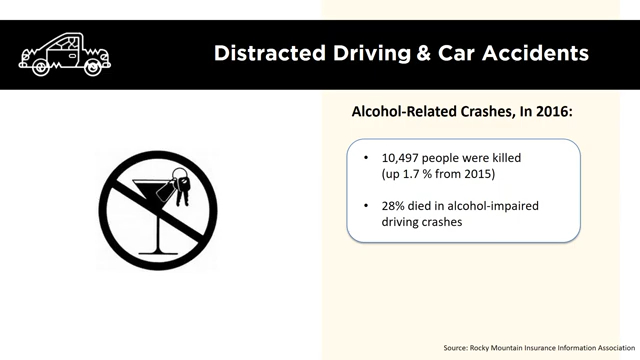 Distracted Driving & Car Accidents
Alcohol-Related Crashes, In 2016:
• 10,497 people were killed
(up 1.7 % from 2015)
• 28% died in alcohol-impaired
driving crashes
Source: Rocky Mountain Insurance Information Association